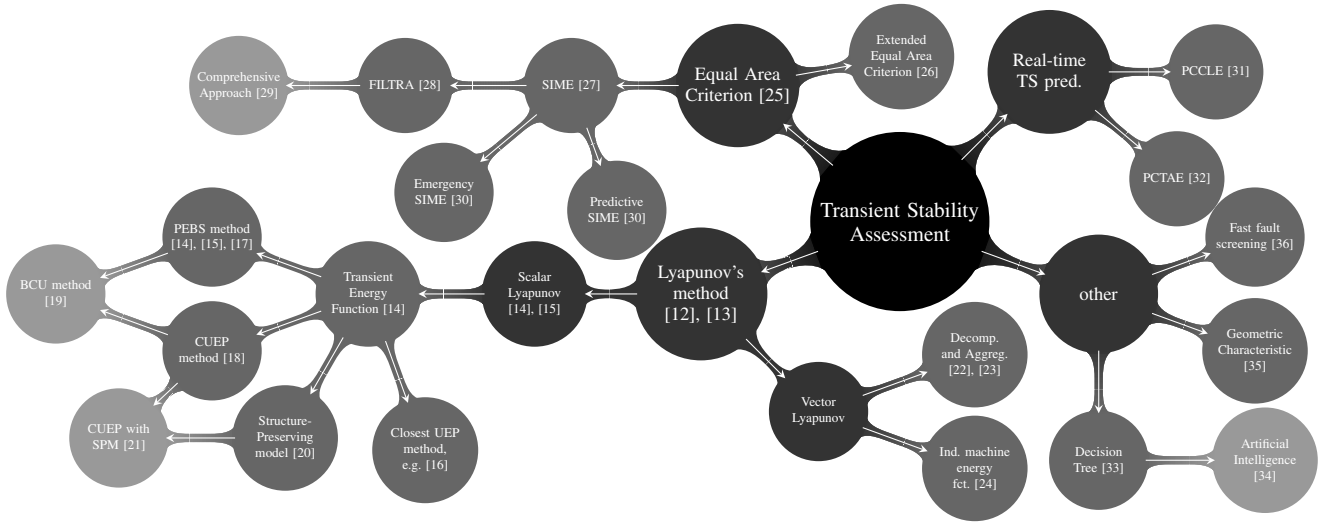 Transient Stability
Assessment
Equal Area
Criterion [25]
Extended
Equal Area
Criterion [26]
SIME [27]
FILTRA [28]
Comprehensive
Approach [29]
Emergency
SIME [30]
Predictive
SIME [30]
Real-time
TS pred.
PCCLE [31]
PCTAE [32]
other
Fast fault
screening [36]
Geometric
Characteristic
[35]
Decision
Tree [33]
Artificial
Intelligence
[34]
Lyapunov's
method
[12], [13]
Scalar
Lyapunov
[14], [15]
Transient
Energy
Function [14]
PEBS method
[14], [15], [17]
BCU method
[19]
CUEP
method [18]
CUEP with
SPM [21]
Structure-
Preserving
model [20]
Closest UEP
method,
e.g. [16]
Vector
Lyapunov
Decomp.
and Aggreg.
[22], [23]
Ind. machine
energy
fct. [24]